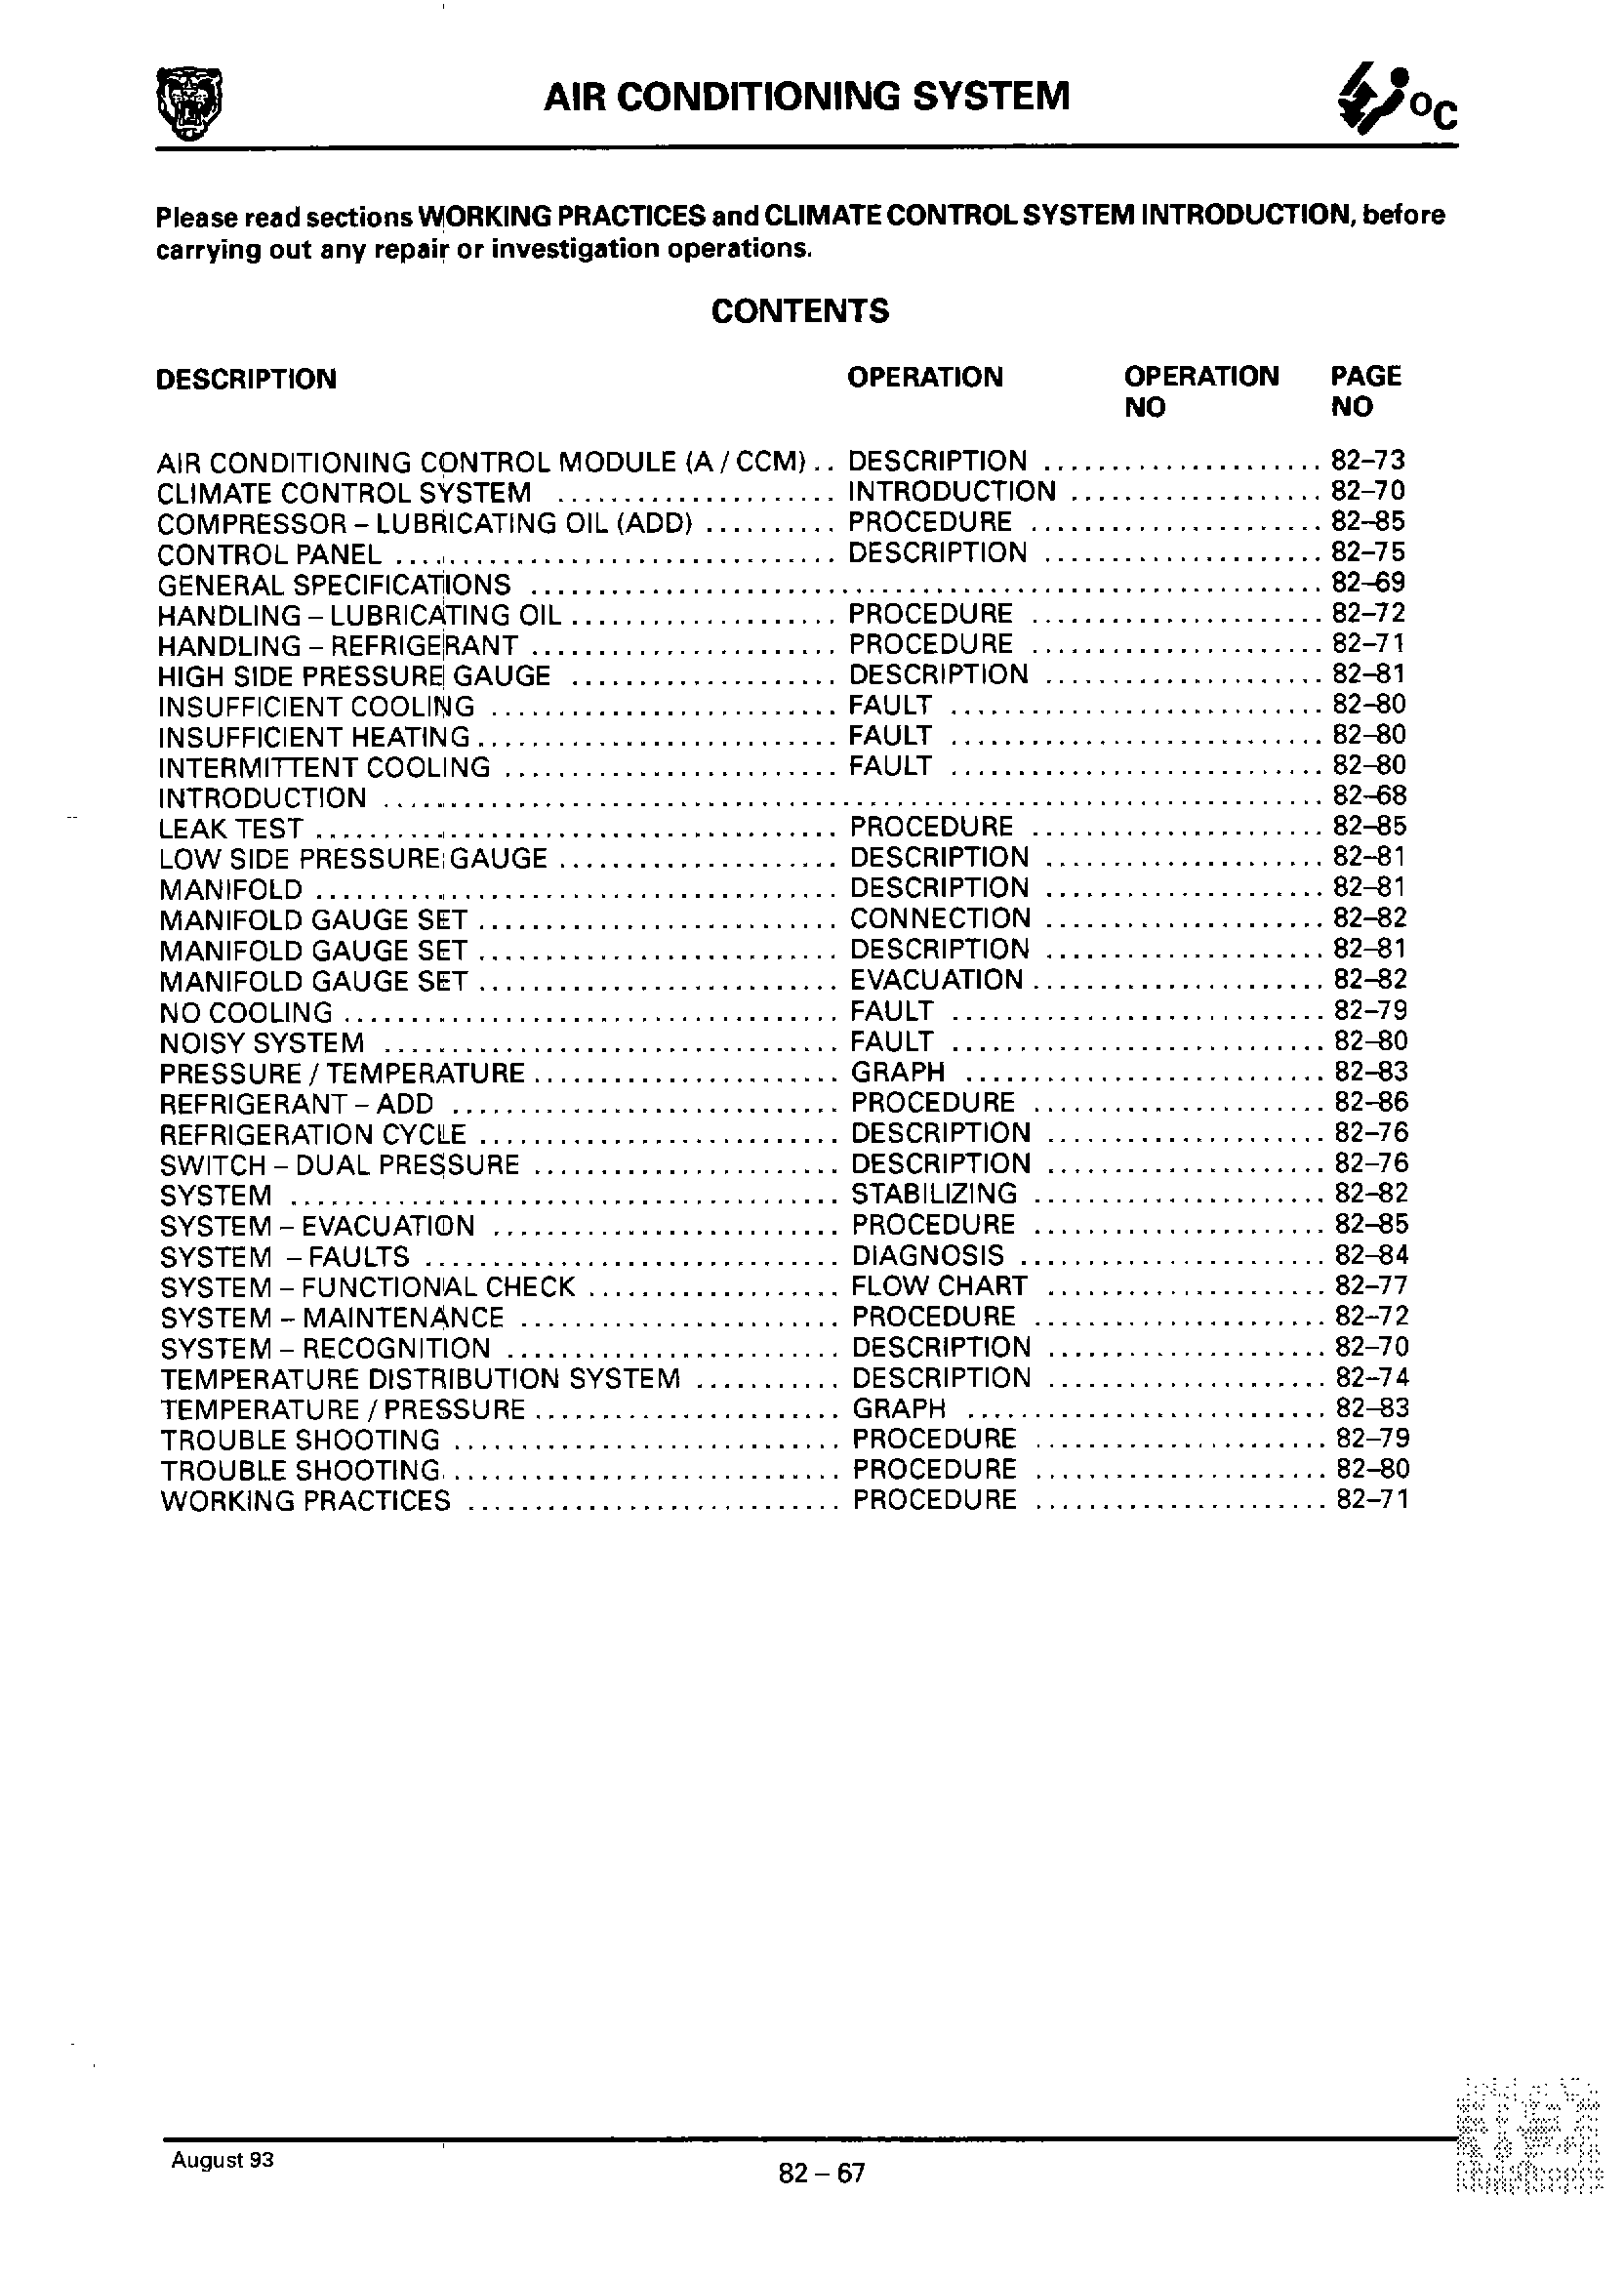 AIR CONDITIONING SYSTEM
°C
Please read sections WORKING PRACTICES and CLIMATE CONTROL SYSTEM INTRODUCTION, before
carrying out any repair or investigation operations.
CONTENTS
DESCRIPTION OPERATION OPERATION PAGE
NO NO
AIR CONDITIONING CONTROL MODULE (A / CCM) .. DESCRIPTION ..................... 82–73
CLIMATE CONTROL SYSTEM ..................... INTRODUCTION ................... 82–70
COMPRESSOR – LUBRICATING OIL (ADD) .......... PROCEDURE ...................... 82–85
CONTROL PANEL ................................. DESCRIPTION ..................... 82–75
GENERAL SPECIFICATIONS ........................................................... 82–69
HANDLING – LUBRICATING OIL .................... PROCEDURE ...................... 82–72
HANDLING – REFRIGERANT ....................... PROCEDURE ...................... 82–71
HIGH SIDE PRESSURE GAUGE .................... DESCRIPTION ..................... 82–81
INSUFFICIENT COOLING .......................... FAULT ............................ 82–80
INSUFFICIENT HEATING ........................... FAULT ............................ 82–80
INTERMITTENT COOLING ......................... FAULT ............................ 82–80
INTRODUCTION ...................................................................... 82–68
LEAK TEST ....................................... PROCEDURE ...................... 82–85
LOW SIDE PRESSURE GAUGE ..................... DESCRIPTION ..................... 82–81
MANIFOLD ....................................... DESCRIPTION ..................... 82–81
MANIFOLD GAUGE SET ........................... CONNECTION ..................... 82–82
MANIFOLD GAUGE SET ........................... DESCRIPTION ..................... 82–81
MANIFOLD GAUGE SET ........................... EVACUATION ...................... 82–82
NO COOLING ..................................... FAULT ............................ 82–79
NOISY SYSTEM .................................. FAULT ............................ 82–80
PRESSURE / TEMPERATURE ....................... GRAPH ........................... 82–83
REFRIGERANT – ADD ............................. PROCEDURE ...................... 82–86
REFRIGERATION CYCLE ........................... DESCRIPTION ..................... 82–76
SWITCH – DUAL PRESSURE ....................... DESCRIPTION ..................... 82–76
SYSTEM ......................................... STABILIZING ...................... 82–82
SYSTEM – EVACUATION .......................... PROCEDURE ...................... 82–85
SYSTEM – FAULTS ............................... DIAGNOSIS ....................... 82–84
SYSTEM – FUNCTIONAL CHECK ................... FLOW CHART ..................... 82–77
SYSTEM – MAINTENANCE ........................ PROCEDURE ...................... 82–72
SYSTEM – RECOGNITION ......................... DESCRIPTION ..................... 82–70
TEMPERATURE DISTRIBUTION SYSTEM ........... DESCRIPTION ..................... 82–74
TEMPERATURE / PRESSURE ....................... GRAPH ........................... 82–83
TROUBLE SHOOTING ............................. PROCEDURE ...................... 82–79
TROUBLE SHOOTING ............................. PROCEDURE ...................... 82–80
WORKING PRACTICES ............................ PROCEDURE ...................... 82–71
August 93
82 – 67